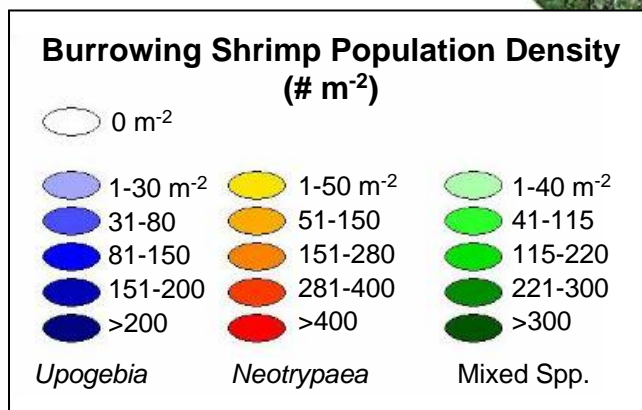 Burrowing Shrimp Population Density
(# m-2)
0 m-2
1-30 m-2 1-50 m-2 1-40 m-2
31-80 51-150 41-115
81-150 151-280 115-220
151-200 281-400 221-300
>200 >400 >300
Upogebia Neotrypaea Mixed Spp.